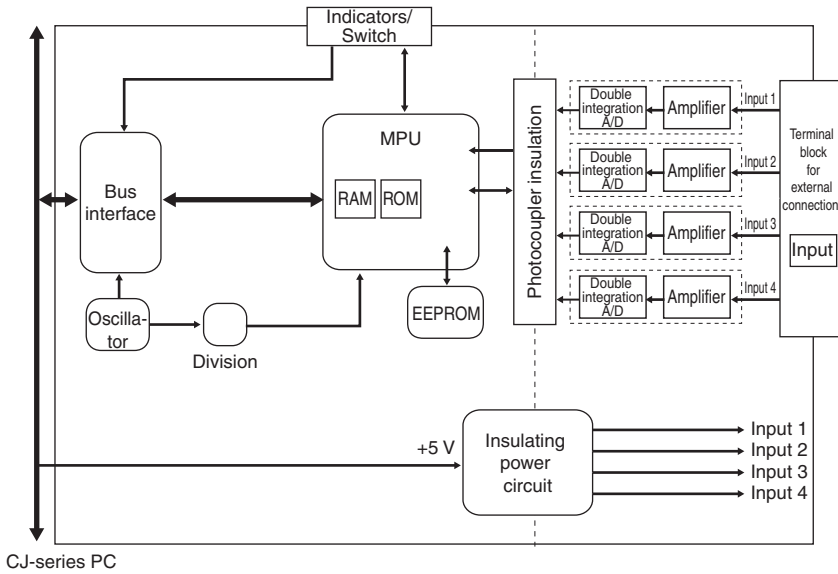 Indicators/
Switch
Bus
interface
MPU
RAM
ROM
EEPROM
Oscilla-
tor
Division
Photocoupler insulation
Double
integration
A/D
Amplifier
Input 1
Double
integration
A/D
Amplifier
Input 2
Double
integration
A/D
Amplifier
Input 3
Double
integration
A/D
Amplifier
Input 4
Terminal
block
for
external
connection
Input
+5 V
Insulating
power
circuit
Input 1
Input 2
Input 3
Input 4
CJ-series PC